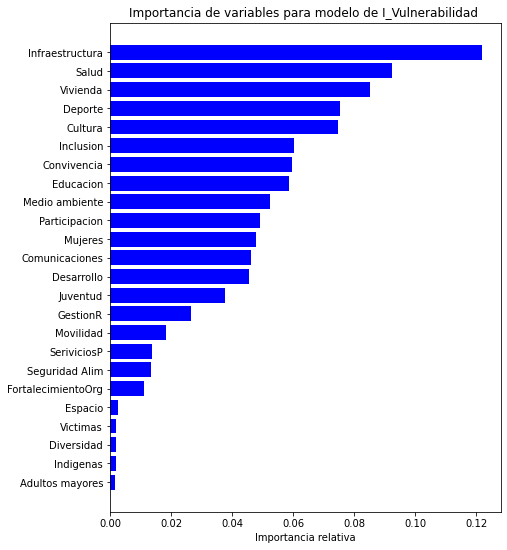 Importancia de variables para modelo de I_Vulnerabilidad
Infraestructura
Salud
Vivienda
Deporte
Cultura
Inclusion
Convivencia
Educacion
Medio ambiente
Participacion
Mujeres
Comunicaciones
Desarrollo
Juventud
GestionR
Movilidad
SeriviciosP
Seguridad Alim
FortalecimientoOrg
Espacio
Victimas
Diversidad
Indigenas
Adultos mayores
0.00 0.02 0.04 0.06 0.08 0.10 0.12
Importancia relativa